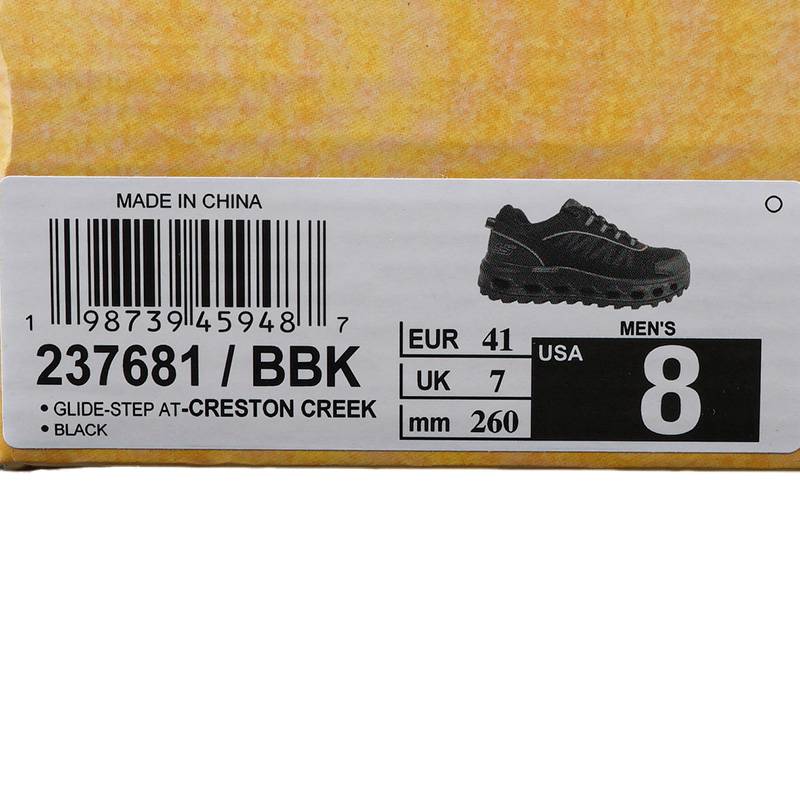 MADE IN CHINA
1 98739 45948 7
237681 / BBK
• GLIDE-STEP AT-CRESTON CREEK
• BLACK
EUR 41
UK 7
mm 260
MEN'S
USA 8